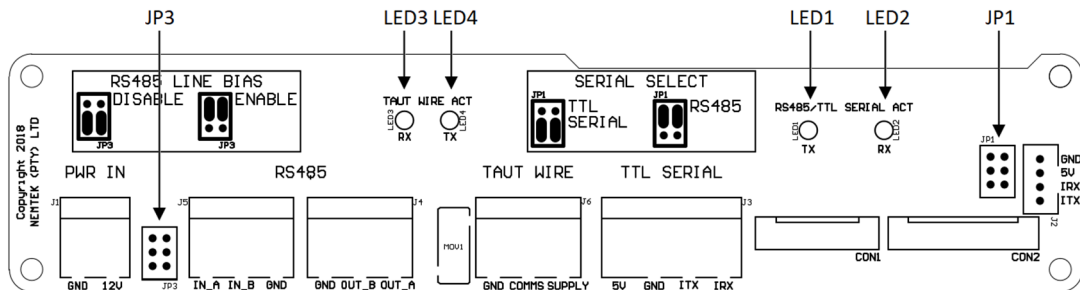 JP3 LED3 LED4 LED1 LED2 JP1
RS485 LINE BIAS
DISABLE ENABLE
JP3 JP3
TAUT WIRE ACT
LED3 LED4
RX TX
SERIAL SELECT
JP1 JP1
TTL SERIAL RS485
RS485/TTL SERIAL ACT
LED1 LED2
TX RX
JP1
GND
5V
IRX
ITX
J2
Copyright 2018
NEMTEK (PTY) LTD
PWR IN RS485 TAUT WIRE TTL SERIAL
J1 J5 J4 J6 J3
MOV1
CON1 CON2
GND 12V JP3 IN_A IN_B GND GND OUT_B OUT_A GND COMMS SUPPLY 5V GND ITX IRX